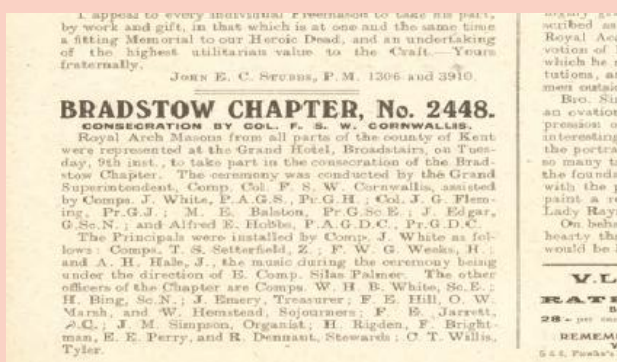 I appeal to every individual Freemason to take his part,
by work and gift, in that which is at one and the same time
a fitting Memorial to our Heroic Dead, and an undertaking
of the highest utilitarian value to the Craft.—Yours
fraternally,
JOHN E. C. STUBBS, P.M. 1306 and 3910.
BRADSTOW CHAPTER, No. 2448.
CONSECRATION BY COL. F. S. W. CORNWALLIS.
Royal Arch Masons from all parts of the county of Kent
were represented at the Grand Hotel, Broadstairs, on Tues-
day, 9th inst., to take part in the consecration of the Brad-
stow Chapter. The ceremony was conducted by the Grand
Superintendent, Comp. Col. F. S. W. Cornwallis, assisted
by Comps. J. White, P.A.G.S., Pr.G.H.; Col. J. G. Flem-
ing, Pr.G.J.; M. E. Balston, Pr.G.Sc.E.; J. Edgar,
G.Sc.N.; and Alfred E. Hobbs, P.A.G.D.C., Pr.G.D.C.
The Principals were installed by Comp. J. White as fol-
lows: Comps. T. S. Setterfield, Z.; F. W. G. Weeks, H.;
and A. H. Hale, J., the music during the ceremony being
under the direction of E. Comp. Silas Palmer. The other
officers of the Chapter are Comps. W. H. B. White, Sc.E.;
H. Bing, Sc.N.; J. Emery, Treasurer; F. E. Hill, O. W.
Marsh, and W. Hemstead, Sojourners; F. E. Jarrett,
D.C.; J. M. Simpson, Organist; H. Rigden, F. Bright-
man, E. E. Perry, and R. Dennant, Stewards; C. T. Willis,
Tyler.
scribed as
Royal Aca
votion of
which he
tutions, a
men outsi
Bro. Si
an ovatio
pression o
interesting
the portra
so many t
the founda
with the p
paint a r
Lady Ray
On beh
hearty tha
would be
V.L
RAT
28
REMEM